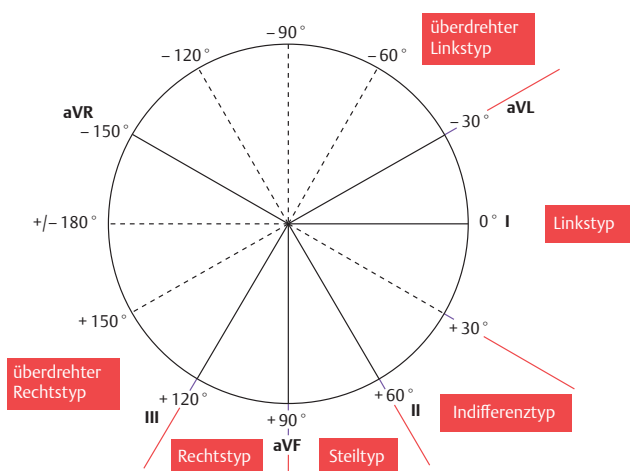 überdrehter
Linkstyp
−90°
−120°
−60°
aVR
−150°
aVL
−30°
+/−180°
0° I
Linkstyp
+150°
+30°
überdrehter
Rechtstyp
+120°
III
+60°
II
Indifferenztyp
+90°
aVF
Rechtstyp
Steiltyp